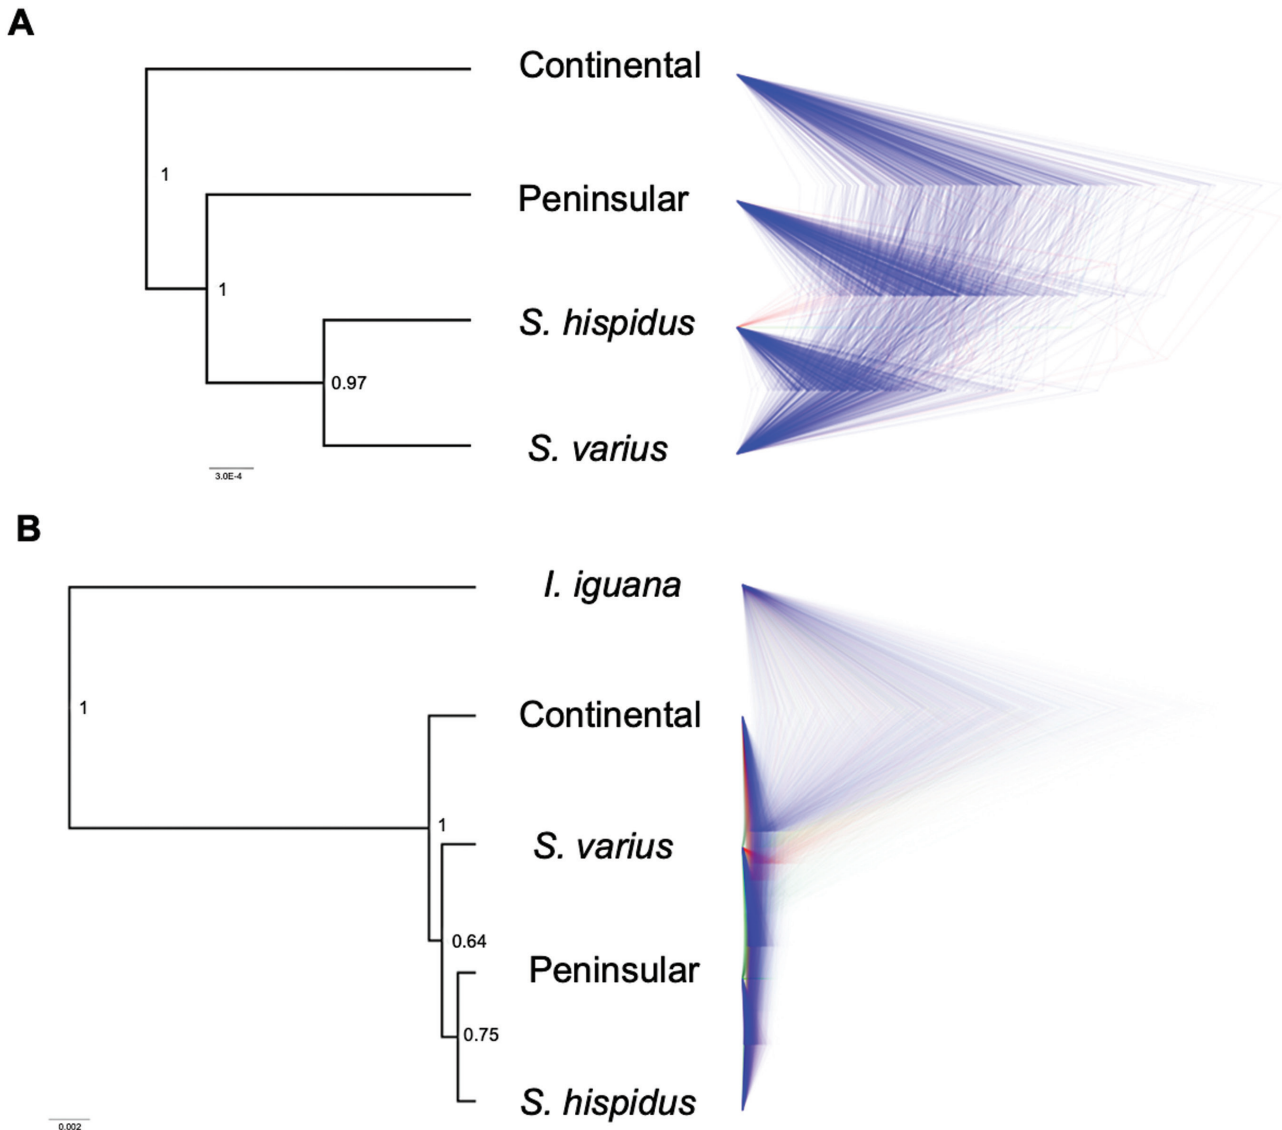 A
Continental
1
Peninsular
1
S. hispidus
0.97
S. varius
3.0E-4
B
I. iguana
1
Continental
1
S. varius
0.64
Peninsular
0.75
S. hispidus
0.002